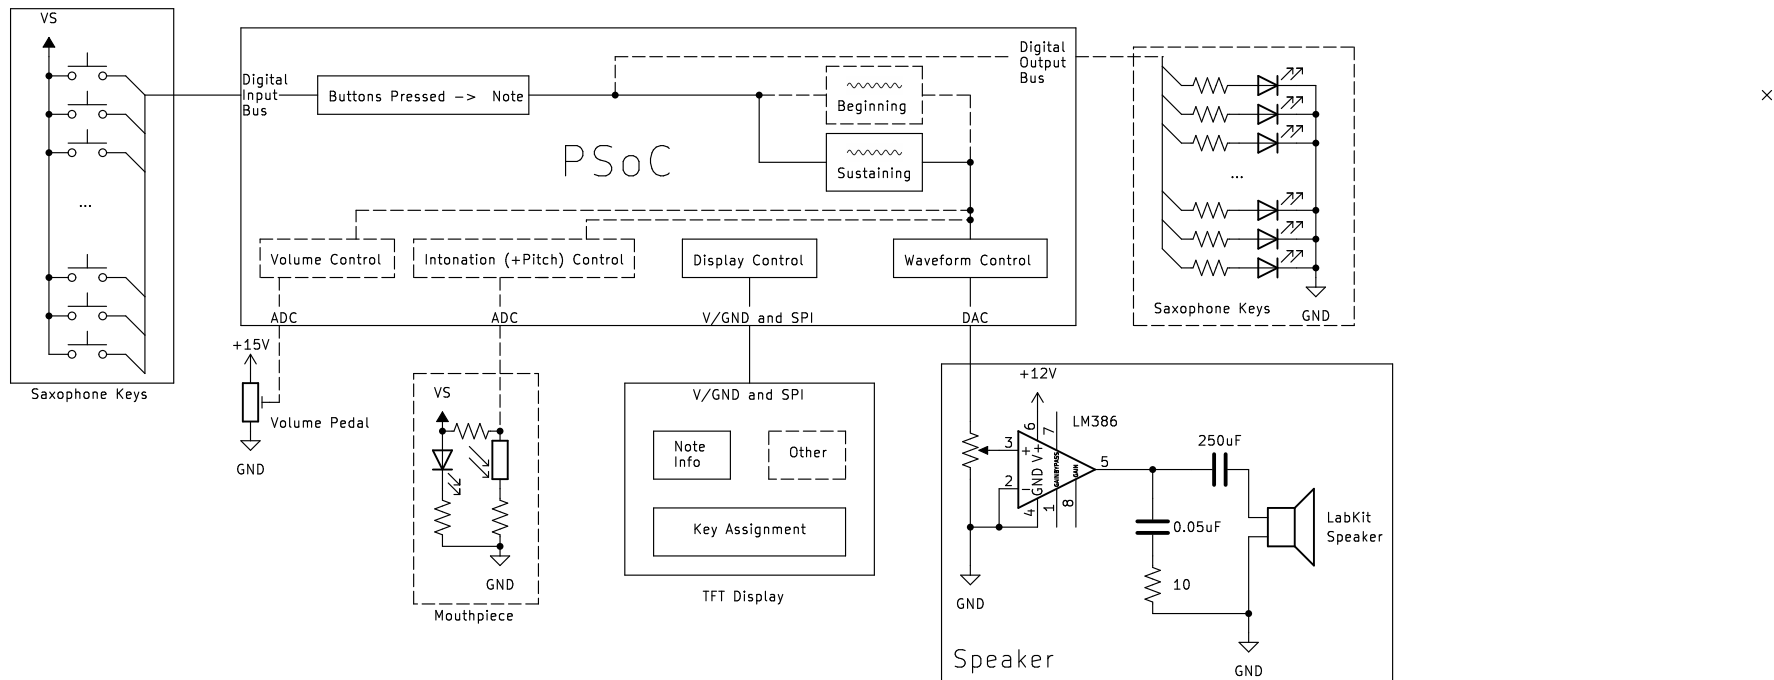 VS
Saxophone Keys
Digital
Input
Bus
Buttons Pressed -> Note
PSoC
Beginning
Sustaining
Digital
Output
Bus
Volume Control
Intonation (+Pitch) Control
Display Control
Waveform Control
ADC
ADC
V/GND and SPI
DAC
...
...
Saxophone Keys
GND
+15V
Volume Pedal
GND
VS
GND
Mouthpiece
V/GND and SPI
Note
Info
Other
Key Assignment
TFT Display
+12V
LM386
6
7
3
+
V+
2
-
GND
BYPASS
GAIN
GAIN
4
1
8
5
250uF
0.05uF
10
LabKit
Speaker
GND
GND
Speaker